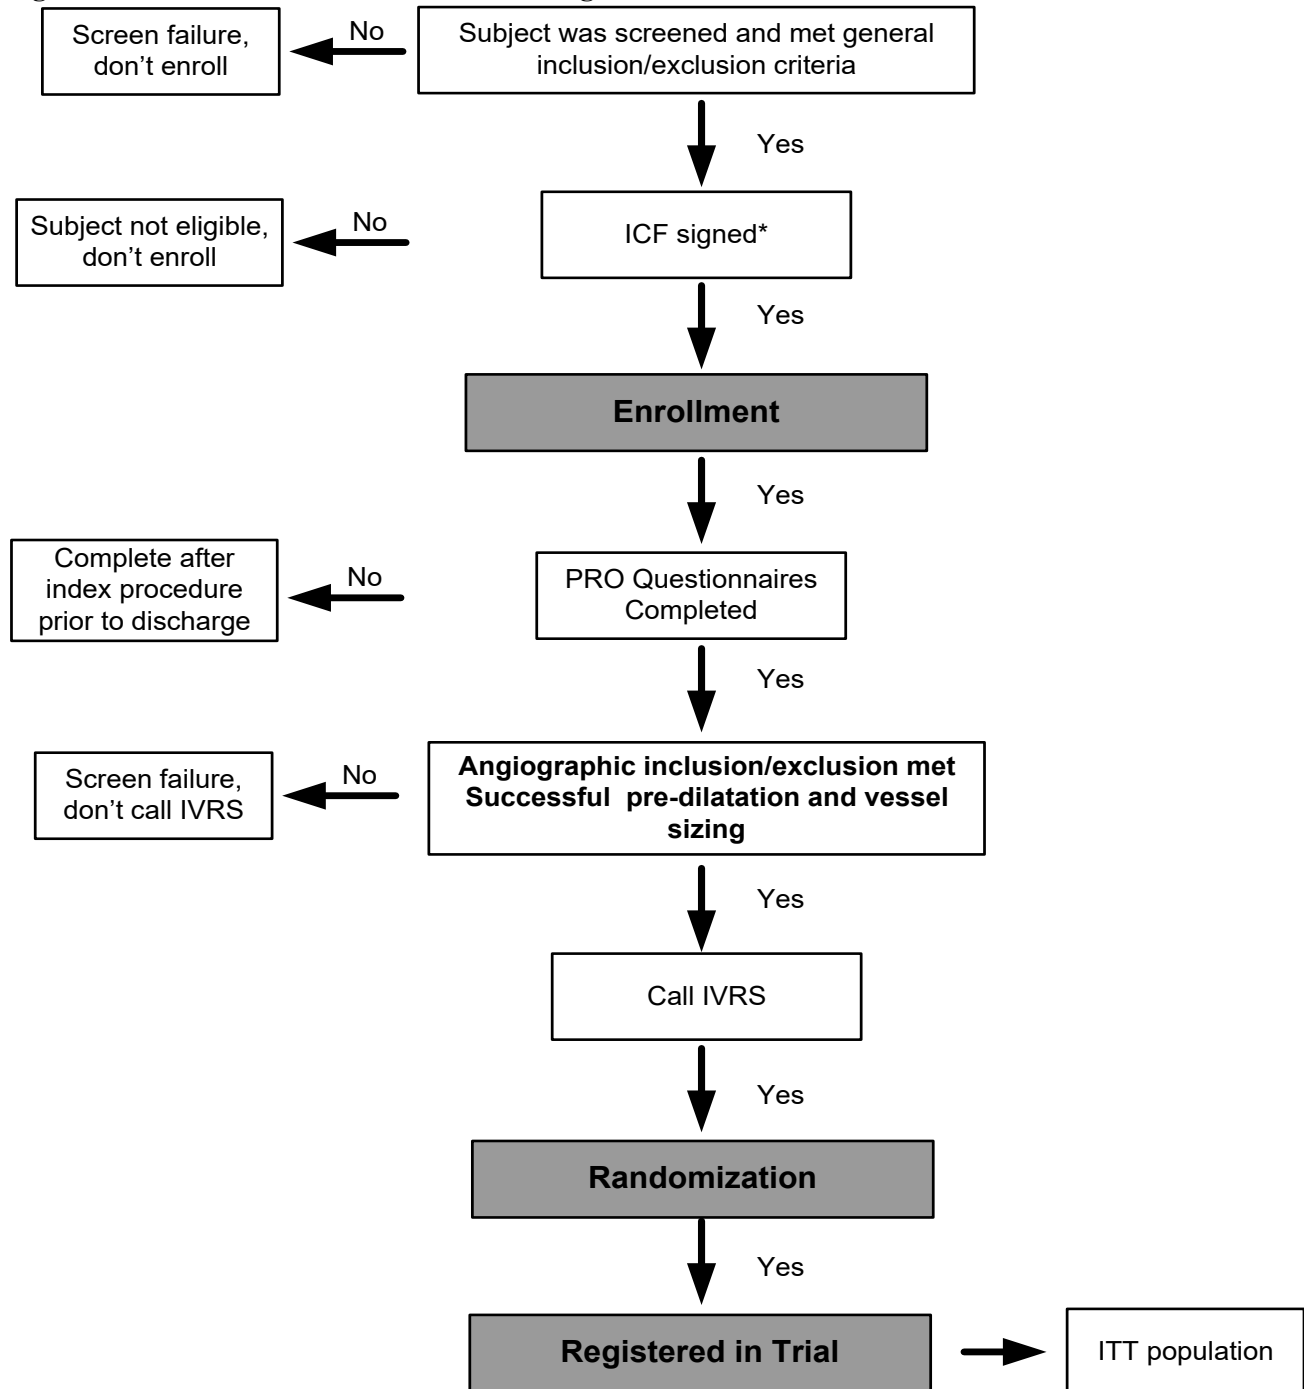 Screen failure,
don't enroll
No
Subject was screened and met general
inclusion/exclusion criteria
Yes
Subject not eligible,
don't enroll
No
ICF signed*
Yes
Enrollment
Yes
Complete after
index procedure
prior to discharge
No
PRO Questionnaires
Completed
Yes
Screen failure,
don't call IVRS
No
Angiographic inclusion/exclusion met
Successful pre-dilatation and vessel
sizing
Yes
Call IVRS
Yes
Randomization
Yes
Registered in Trial
ITT population